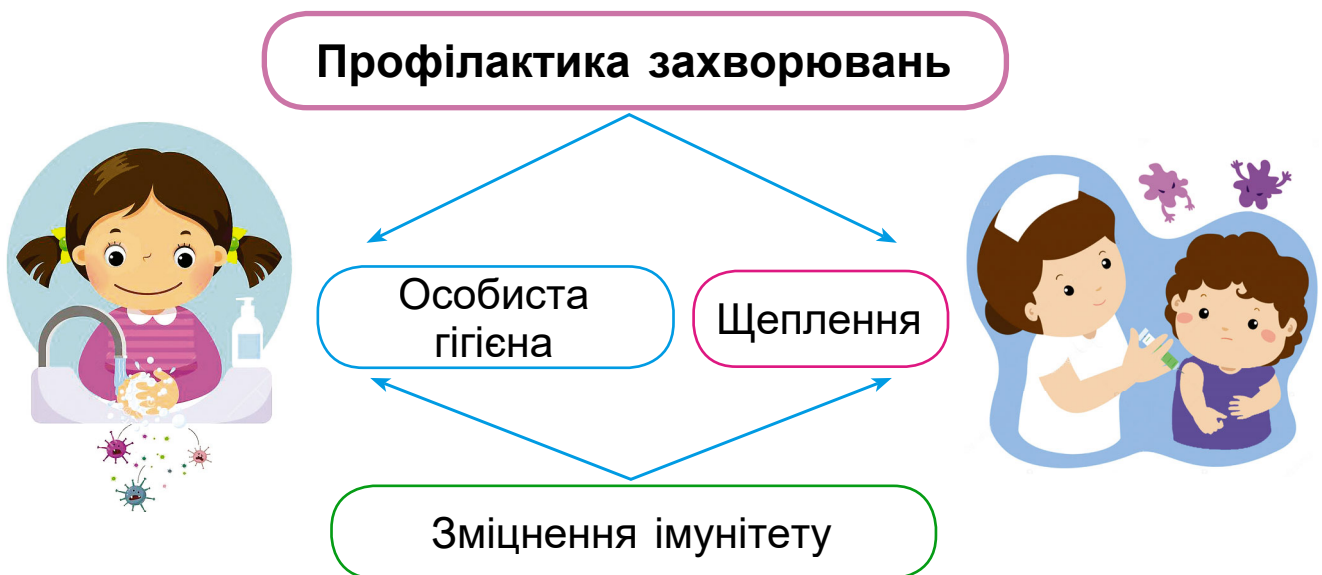 Профілактика захворювань
Особиста
гігієна
Щеплення
Зміцнення імунітету